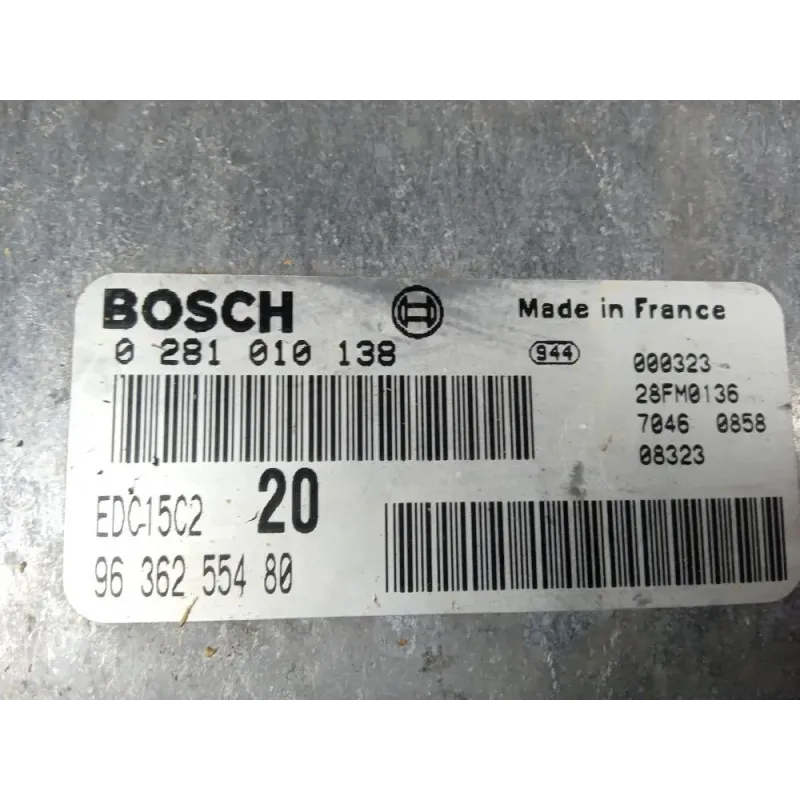 BOSCH
Made in France
0 281 010 138
944
000323
28FM0136
7046 0858
08323
EDC15C2 20
96 362 554 80